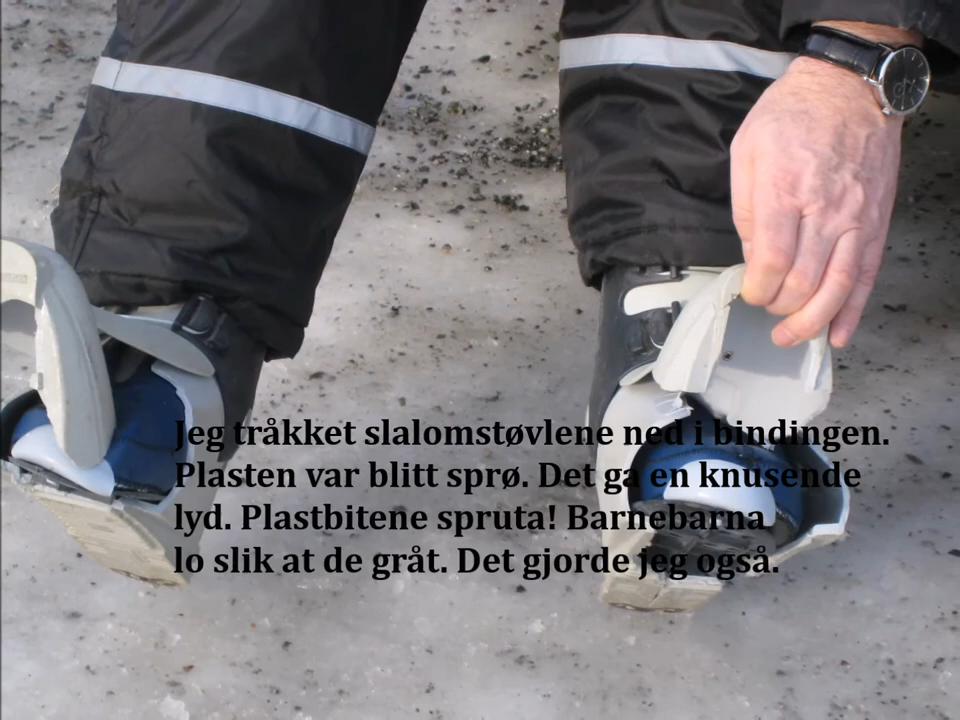 Jeg tråkket slalomstøvlene ned i bindingen.
Plasten var blitt sprø. Det ga en knusende
lyd. Plastbitene spruta! Barnebarna
lo slik at de gråt. Det gjorde jeg også.